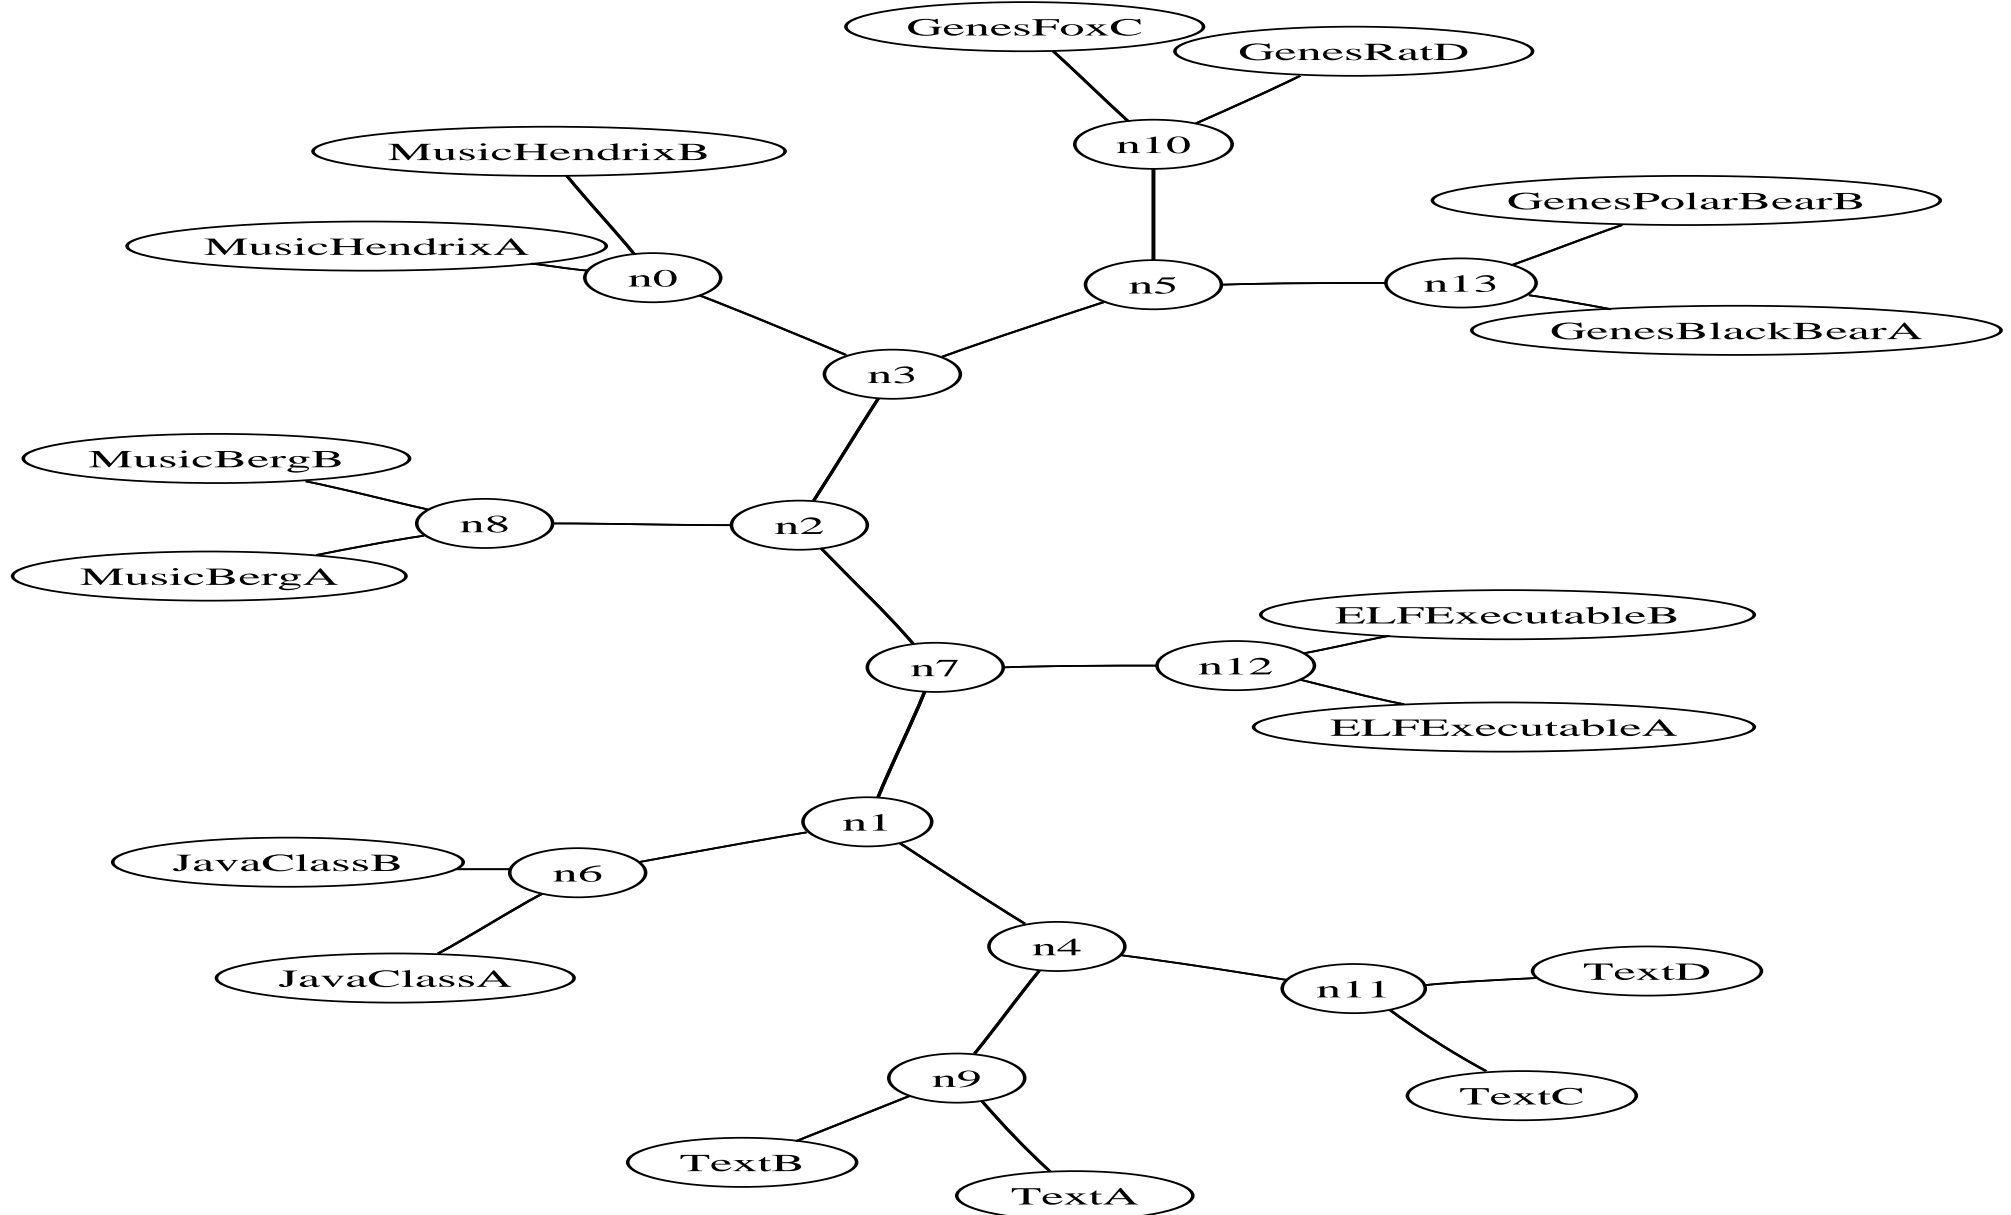 GenesFoxC
GenesRatD
n10
MusicHendrixB
GenesPolarBearB
MusicHendrixA
n0
n5
n13
GenesBlackBearA
n3
MusicBergB
n8
n2
MusicBergA
ELFExecutableB
n7
n12
ELFExecutableA
n1
JavaClassB
n6
n4
JavaClassA
TextD
n11
n9
TextC
TextB
TextA